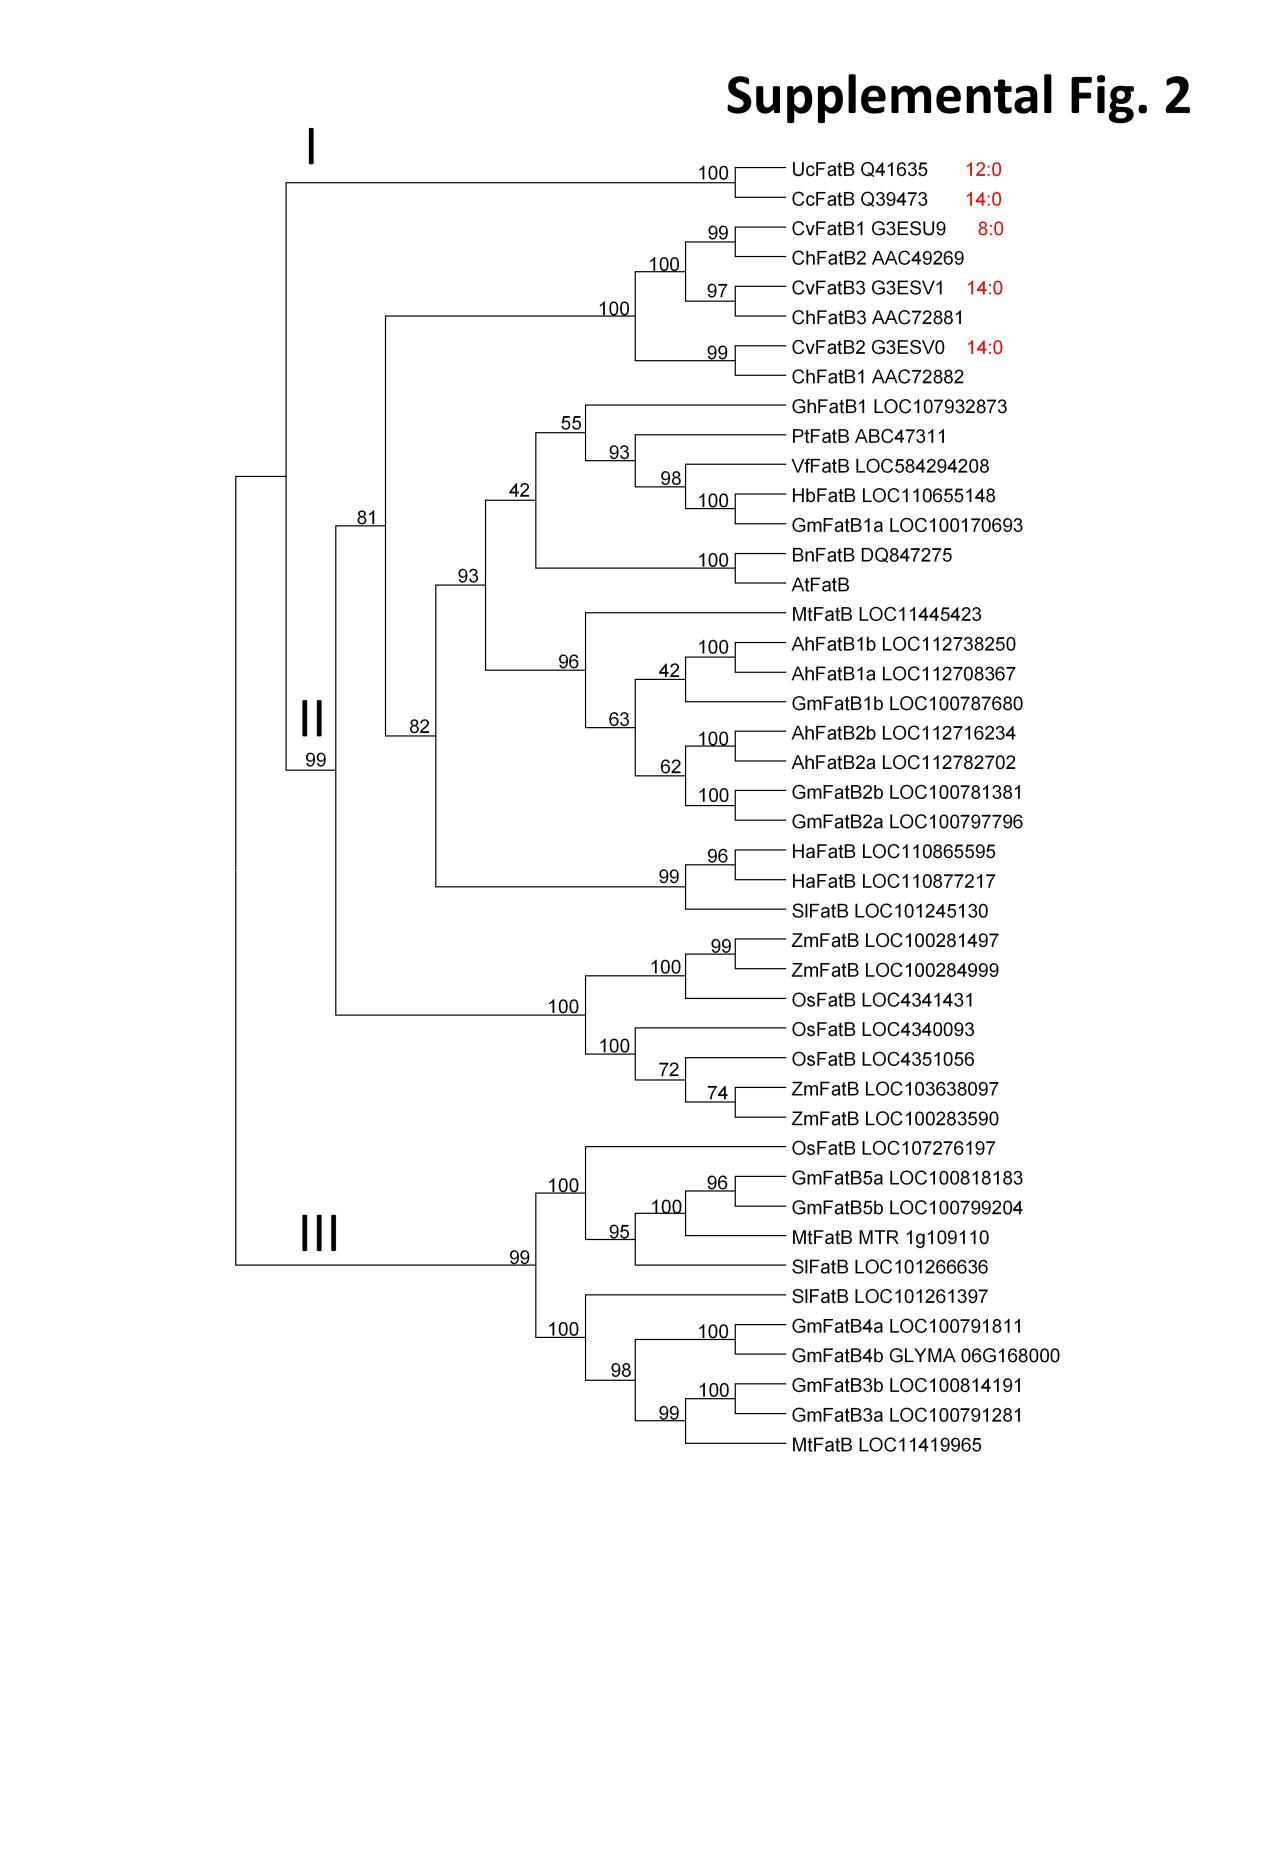 Supplemental Fig. 2
I
100 UcFatB Q41635 12:0
CcFatB Q39473 14:0
99 CvFatB1 G3ESU9 8:0
100 ChFatB2 AAC49269
97 CvFatB3 G3ESV1 14:0
100 ChFatB3 AAC72881
99 CvFatB2 G3ESV0 14:0
ChFatB1 AAC72882
GhFatB1 LOC107932873
55 PtFatB ABC47311
93 VfFatB LOC584294208
98 HbFatB LOC110655148
42 100 GmFatB1a LOC100170693
81 BnFatB DQ847275
100 AtFatB
93 MtFatB LOC11445423
100 AhFatB1b LOC112738250
96 42 AhFatB1a LOC112708367
GmFatB1b LOC100787680
II 82 63 100 AhFatB2b LOC112716234
99 62 AhFatB2a LOC112782702
100 GmFatB2b LOC100781381
GmFatB2a LOC100797796
96 HaFatB LOC110865595
99 HaFatB LOC110877217
SlFatB LOC101245130
99 ZmFatB LOC100281497
100 ZmFatB LOC100284999
100 OsFatB LOC4341431
100 OsFatB LOC4340093
72 OsFatB LOC4351056
74 ZmFatB LOC103638097
ZmFatB LOC100283590
OsFatB LOC107276197
100 96 GmFatB5a LOC100818183
100 GmFatB5b LOC100799204
III 95 MtFatB MTR 1g109110
99 SlFatB LOC101266636
SlFatB LOC101261397
100 100 GmFatB4a LOC100791811
98 GmFatB4b GLYMA 06G168000
100 GmFatB3b LOC100814191
99 GmFatB3a LOC100791281
MtFatB LOC11419965